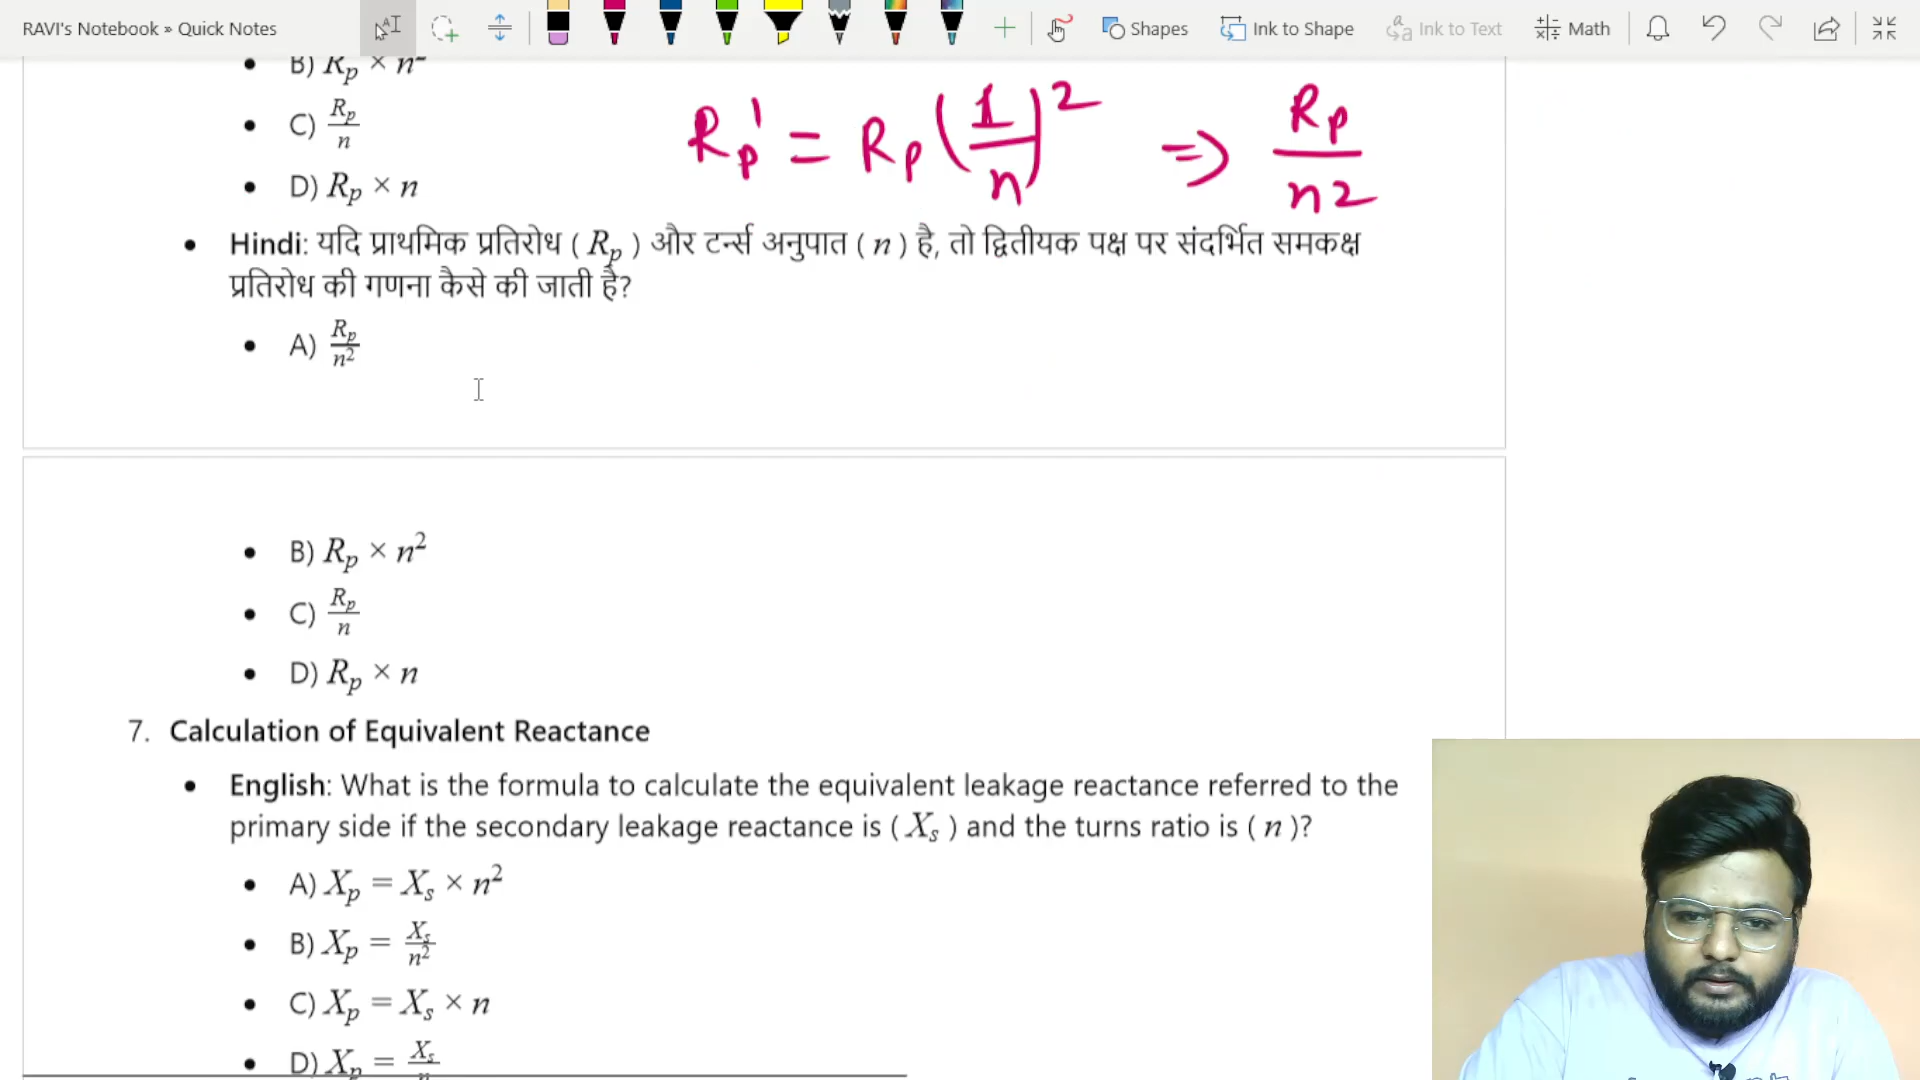 RAVI's Notebook » Quick Notes
Shapes
Ink to Shape
Ink to Text
Math
B) Rₚ × n²
C) Rₚ/n
Rₚ' = Rₚ (1/n)² => Rₚ/n2
D) Rₚ × n
Hindi: यदि प्राथमिक प्रतिरोध ( Rₚ ) और टर्न्स अनुपात ( n ) है, तो द्वितीयक पक्ष पर संदर्भित समकक्ष
प्रतिरोध की गणना कैसे की जाती है?
A) Rₚ/n²
B) Rₚ × n²
C) Rₚ/n
D) Rₚ × n
7. Calculation of Equivalent Reactance
English: What is the formula to calculate the equivalent leakage reactance referred to the
primary side if the secondary leakage reactance is ( Xₛ ) and the turns ratio is ( n )?
A) Xₚ = Xₛ × n²
B) Xₚ = Xₛ/n²
C) Xₚ = Xₛ × n
D) Xₚ = Xₛ/n